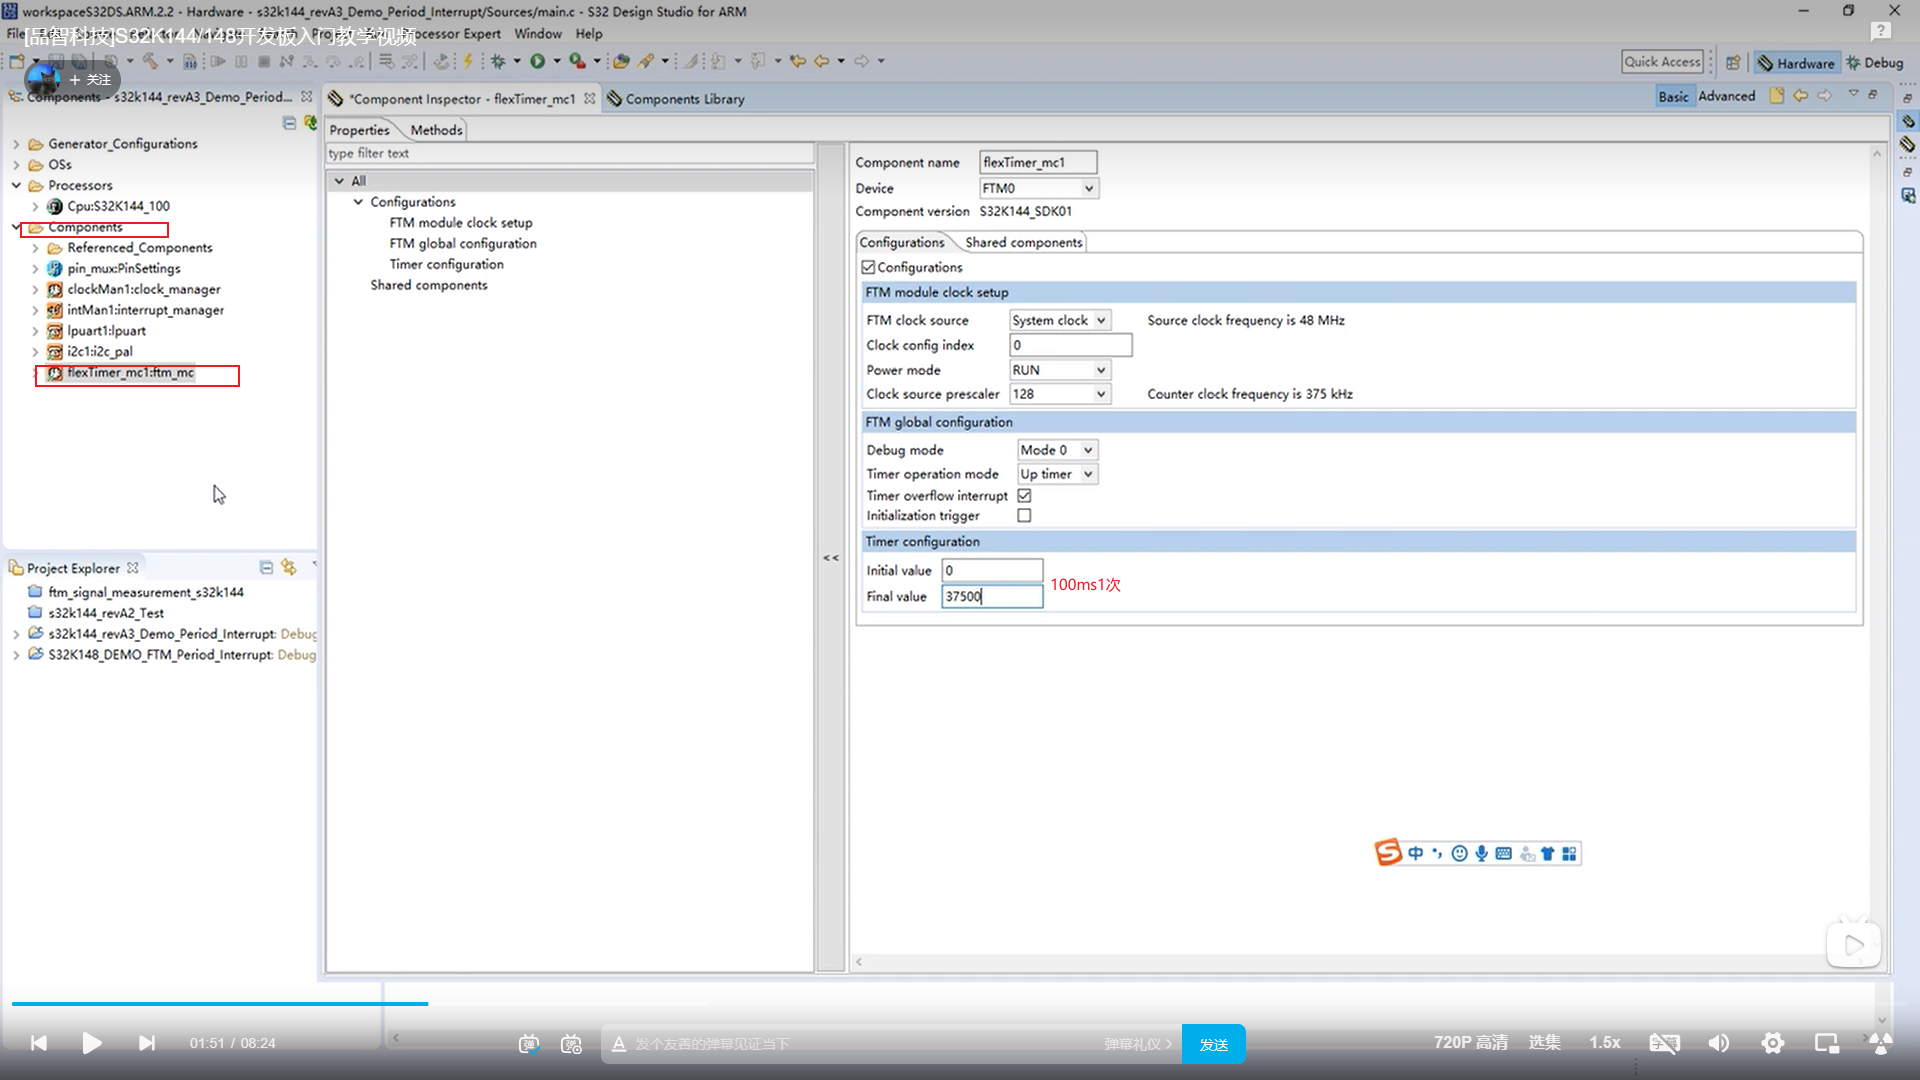 workspaceS32DS.ARM.2.2 - Hardware - s32k144_revA3_Demo_Period_Interrupt/Sources/main.c - S32 Design Studio for ARM
[品智科技]S32K144/148开发板入门教学视频
Window Help
+ 关注
Quick Access
Hardware
Debug
Components - s32k144_revA3_Demo_Period...
*Component Inspector - flexTimer_mc1
Components Library
Basic Advanced
Generator_Configurations
OSs
Processors
Cpu:S32K144_100
Components
Referenced_Components
pin_mux:PinSettings
clockMan1:clock_manager
intMan1:interrupt_manager
lpuart1:lpuart
i2c1:i2c_pal
flexTimer_mc1:ftm_mc
Project Explorer
ftm_signal_measurement_s32k144
s32k144_revA2_Test
s32k144_revA3_Demo_Period_Interrupt: Debug
S32K148_DEMO_FTM_Period_Interrupt: Debug
Properties Methods
type filter text
All
Configurations
FTM module clock setup
FTM global configuration
Timer configuration
Shared components
<<
Component name flexTimer_mc1
Device FTM0
Component version S32K144_SDK01
Configurations Shared components
Configurations
FTM module clock setup
FTM clock source System clock Source clock frequency is 48 MHz
Clock config index 0
Power mode RUN
Clock source prescaler 128 Counter clock frequency is 375 kHz
FTM global configuration
Debug mode Mode 0
Timer operation mode Up timer
Timer overflow interrupt
Initialization trigger
Timer configuration
Initial value 0
100ms1次
Final value 37500
中
01:51 / 08:24
发个友善的弹幕见证当下
弹幕礼仪 >
发送
720P 高清
选集
1.5x